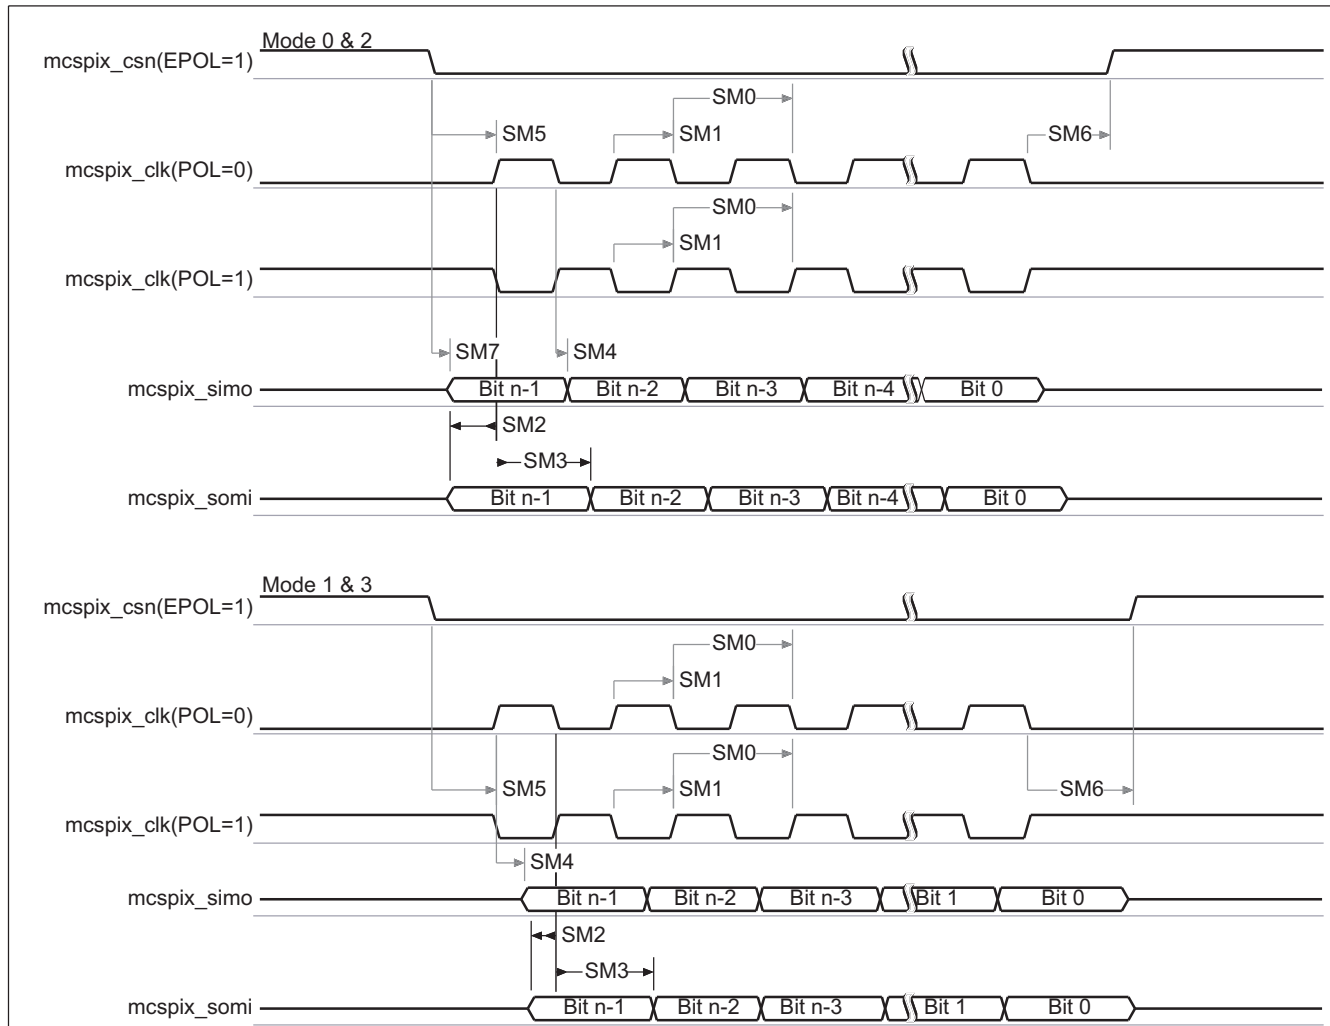 Mode 0 & 2
mcspix_csn(EPOL=1)
SM0
SM5
SM1
SM6
mcspix_clk(POL=0)
SM0
SM1
mcspix_clk(POL=1)
SM7
SM4
mcspix_simo Bit n-1 Bit n-2 Bit n-3 Bit n-4 Bit 0
SM2
SM3
mcspix_somi Bit n-1 Bit n-2 Bit n-3 Bit n-4 Bit 0
Mode 1 & 3
mcspix_csn(EPOL=1)
SM0
SM1
mcspix_clk(POL=0)
SM0
SM5 SM1 SM6
mcspix_clk(POL=1)
SM4
mcspix_simo Bit n-1 Bit n-2 Bit n-3 Bit 1 Bit 0
SM2
SM3
mcspix_somi Bit n-1 Bit n-2 Bit n-3 Bit 1 Bit 0